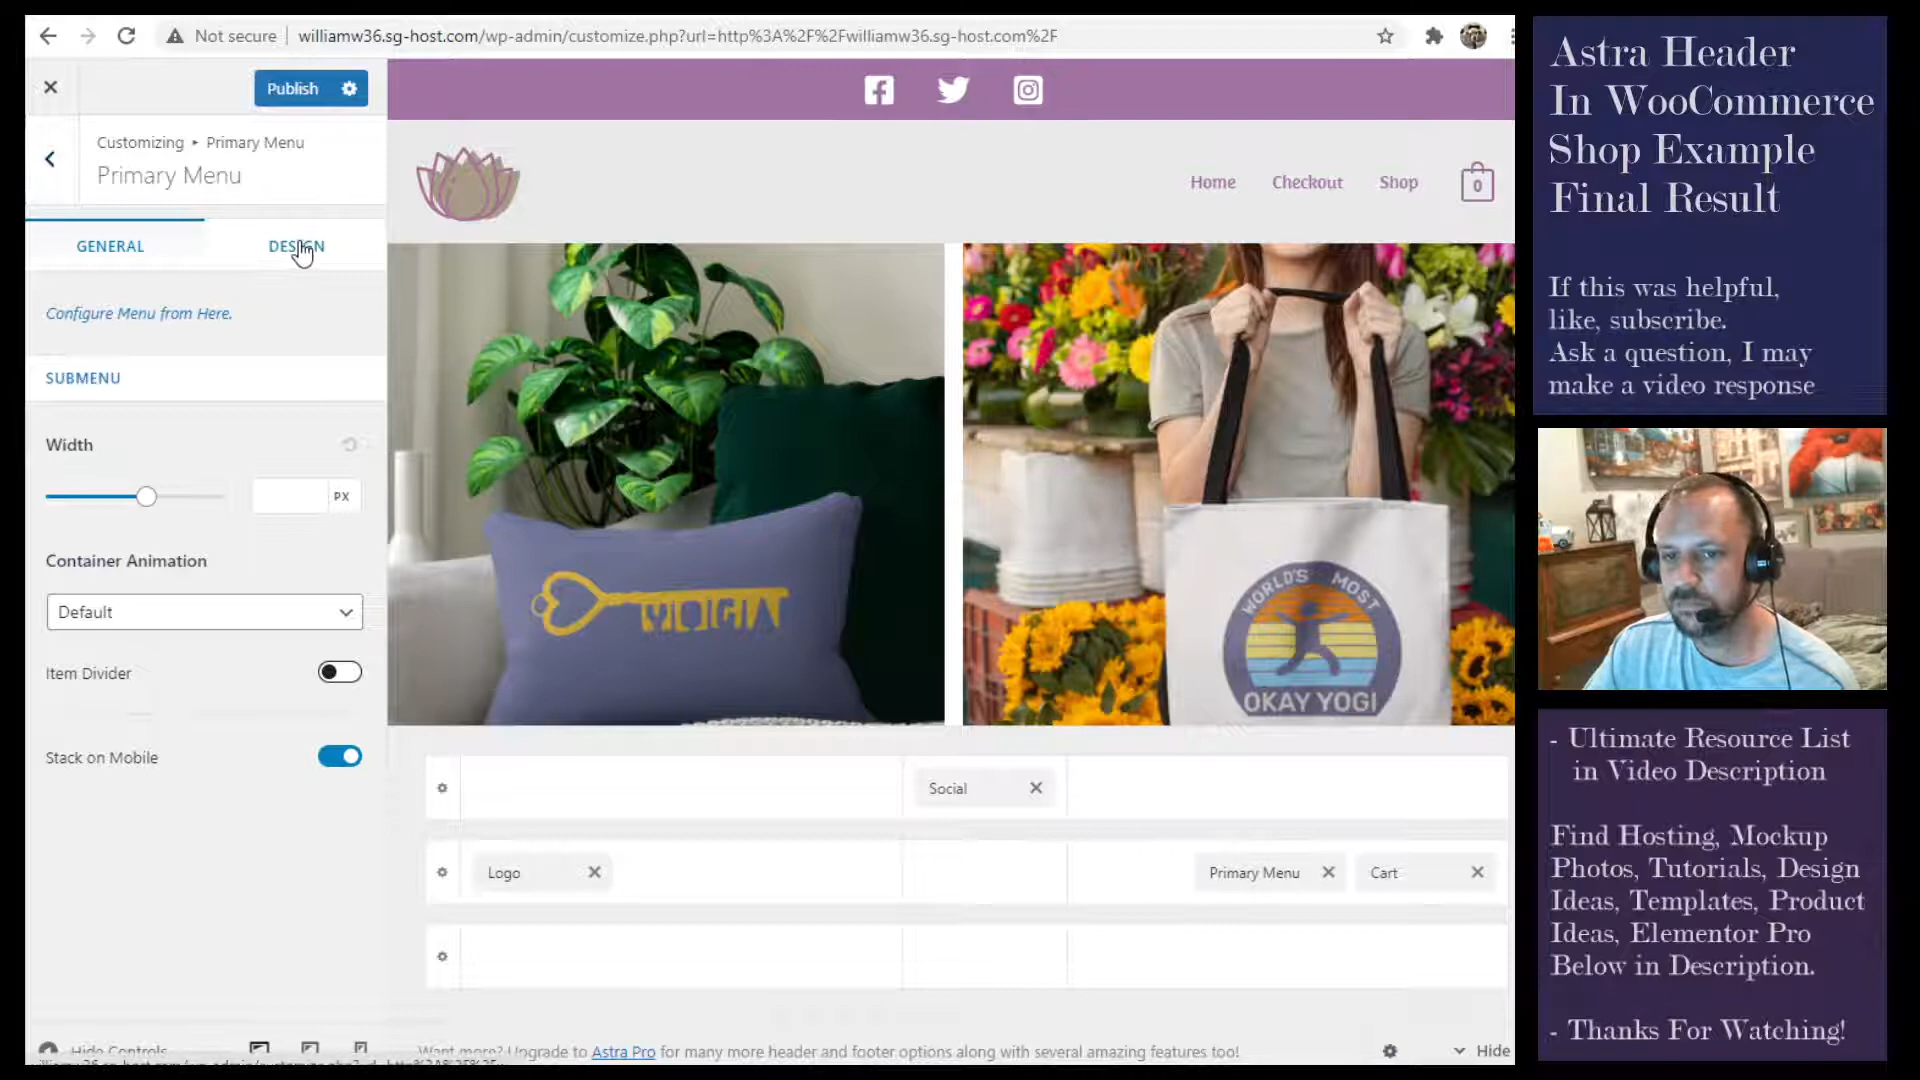 Not secure | williamw36.sg-host.com/wp-admin/customize.php?url=http%3A%2F%2Fwilliamw36.sg-host.com%2F
Publish
Customizing ▸ Primary Menu
Primary Menu
GENERAL DESIGN
Configure Menu from Here.
SUBMENU
Width
PX
Container Animation
Default
Item Divider
Stack on Mobile
Hide Controls
Home Checkout Shop 0
WORLD'S MOST
OKAY YOGI
Social
Logo Primary Menu Cart
Want more? Upgrade to Astra Pro for many more header and footer options along with several amazing features too!
Hide
Astra Header
In WooCommerce
Shop Example
Final Result
If this was helpful,
like, subscribe.
Ask a question, I may
make a video response
- Ultimate Resource List
in Video Description
Find Hosting, Mockup
Photos, Tutorials, Design
Ideas, Templates, Product
Ideas, Elementor Pro
Below in Description.
- Thanks For Watching!